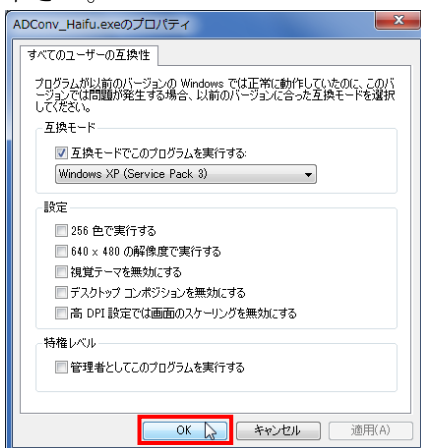 ADConv_Haifu.exeのプロパティ
すべてのユーザーの互換性
プログラムが以前のバージョンの Windows では正常に動作していたのに、このバ
ージョンでは問題が発生する場合、以前のバージョンに合った互換モードを選択
してください。
互換モード
互換モードでこのプログラムを実行する:
Windows XP (Service Pack 3)
設定
256 色で実行する
640 x 480 の解像度で実行する
視覚テーマを無効にする
デスクトップ コンポジションを無効にする
高 DPI 設定では画面のスケーリングを無効にする
特権レベル
管理者としてこのプログラムを実行する
OK
キャンセル
適用(A)